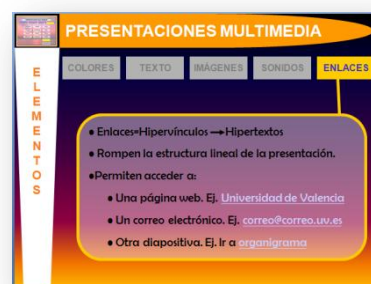 PRESENTACIONES MULTIMEDIA
COLORES TEXTO IMÁGENES SONIDOS ENLACES
ELEMENTOS
• Enlaces=Hipervínculos → Hipertextos
• Rompen la estructura lineal de la presentación.
•Permiten acceder a:
• Una página web. Ej. Universidad de Valencia
• Un correo electrónico. Ej. correo@correo.uv.es
• Otra diapositiva. Ej. Ir a organigrama